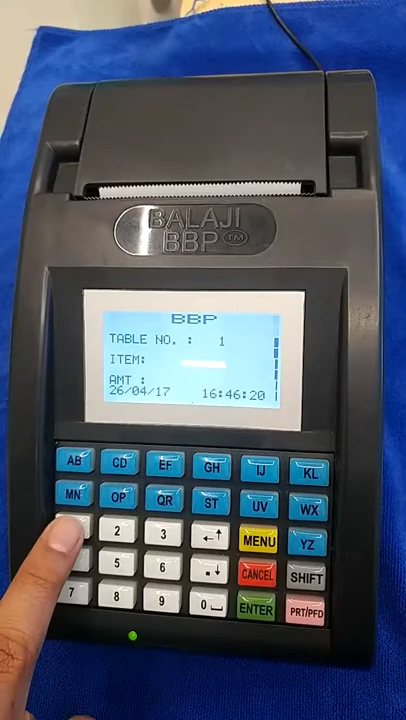 BALAJI
BBP TM
BBP
TABLE NO. : 1
ITEM:
AMT :
26/04/17 16:46:20
AB CD EF GH IJ KL
MN OP QR ST UV WX
2 3 ←↑ MENU YZ
5 6 .↓ CANCEL SHIFT
7 8 9 0 ENTER PRT/PFD